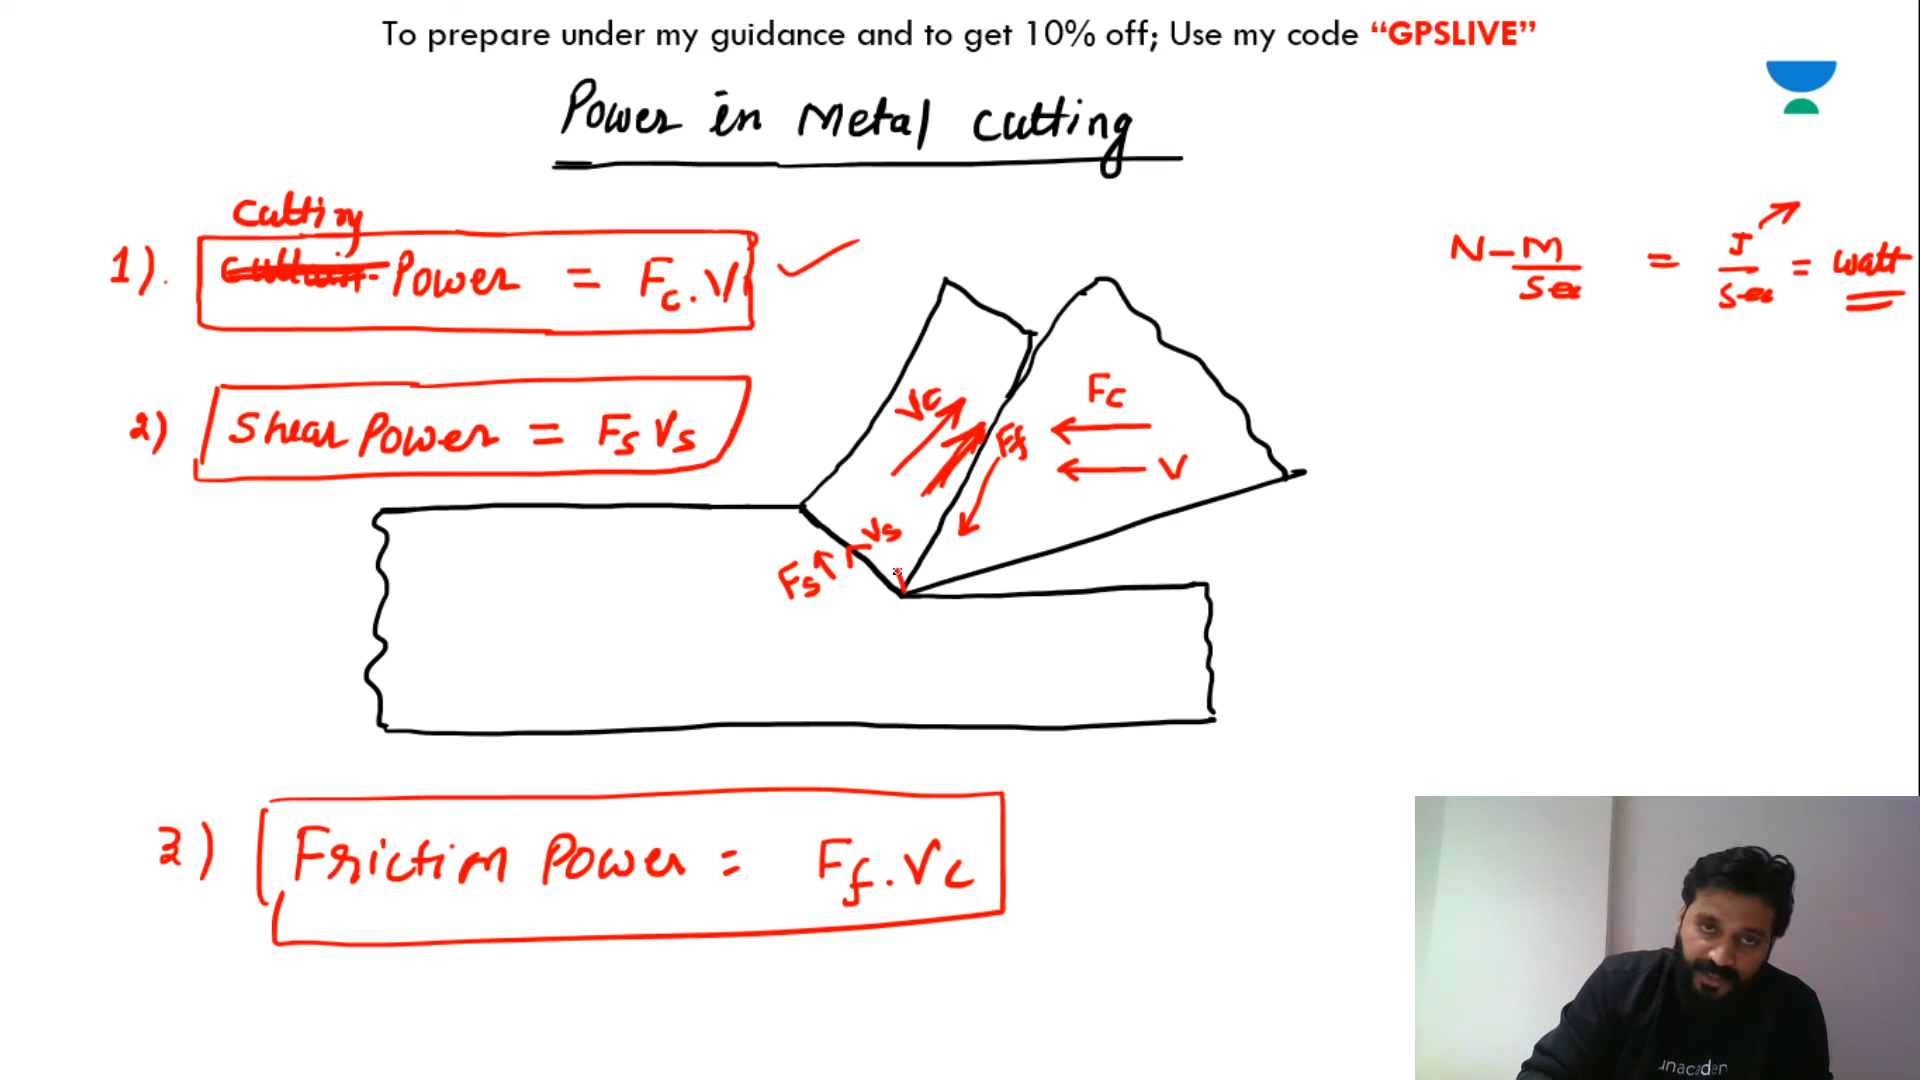 To prepare under my guidance and to get 10% off; Use my code “GPSLIVE”
Power in Metal cutting
Cutting
1). Power = Fc.V
N-M/Sec = J/Sec = watt
2) Shear Power = Fs Vs
Vc
Fc
Ff
V
Vs
Fs
3) Friction Power = Ff.Vc
unacaden